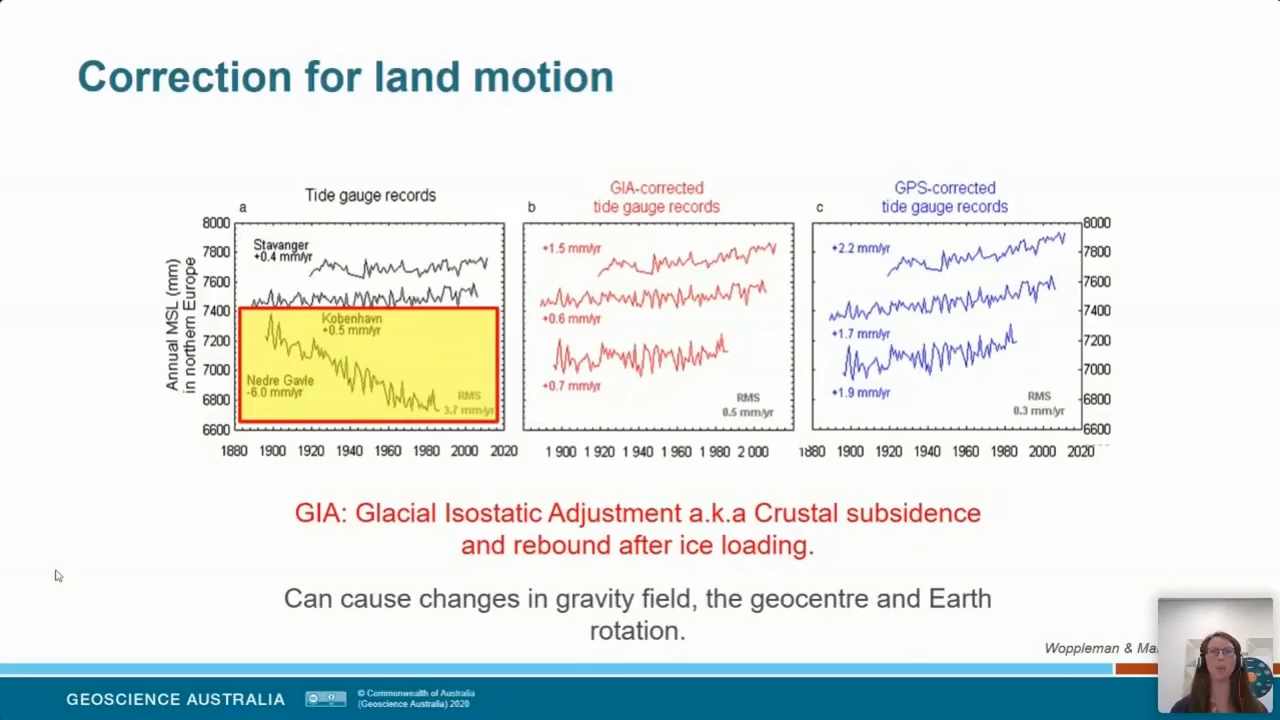 Correction for land motion
Tide gauge records
GIA-corrected
tide gauge records
GPS-corrected
tide gauge records
a
b
c
Annual MSL (mm)
in northern Europe
8000
7800
7600
7400
7200
7000
6800
6600
Stavanger
+0.4 mm/yr
Kobenhavn
+0.5 mm/yr
Nedre Gavle
-6.0 mm/yr
RMS
3.7 mm/yr
1880 1900 1920 1940 1960 1980 2000 2020
+1.5 mm/yr
+0.6 mm/yr
+0.7 mm/yr
RMS
0.5 mm/yr
1 900 1 920 1 940 1 960 1 980 2 000
+2.2 mm/yr
+1.7 mm/yr
+1.9 mm/yr
RMS
0.3 mm/yr
1880 1900 1920 1940 1960 1980 2000 2020
8000
7800
7600
7400
7200
7000
6800
6600
GIA: Glacial Isostatic Adjustment a.k.a Crustal subsidence
and rebound after ice loading.
Can cause changes in gravity field, the geocentre and Earth
rotation.
Woppleman &
GEOSCIENCE AUSTRALIA
© Commonwealth of Australia
(Geoscience Australia) 2020